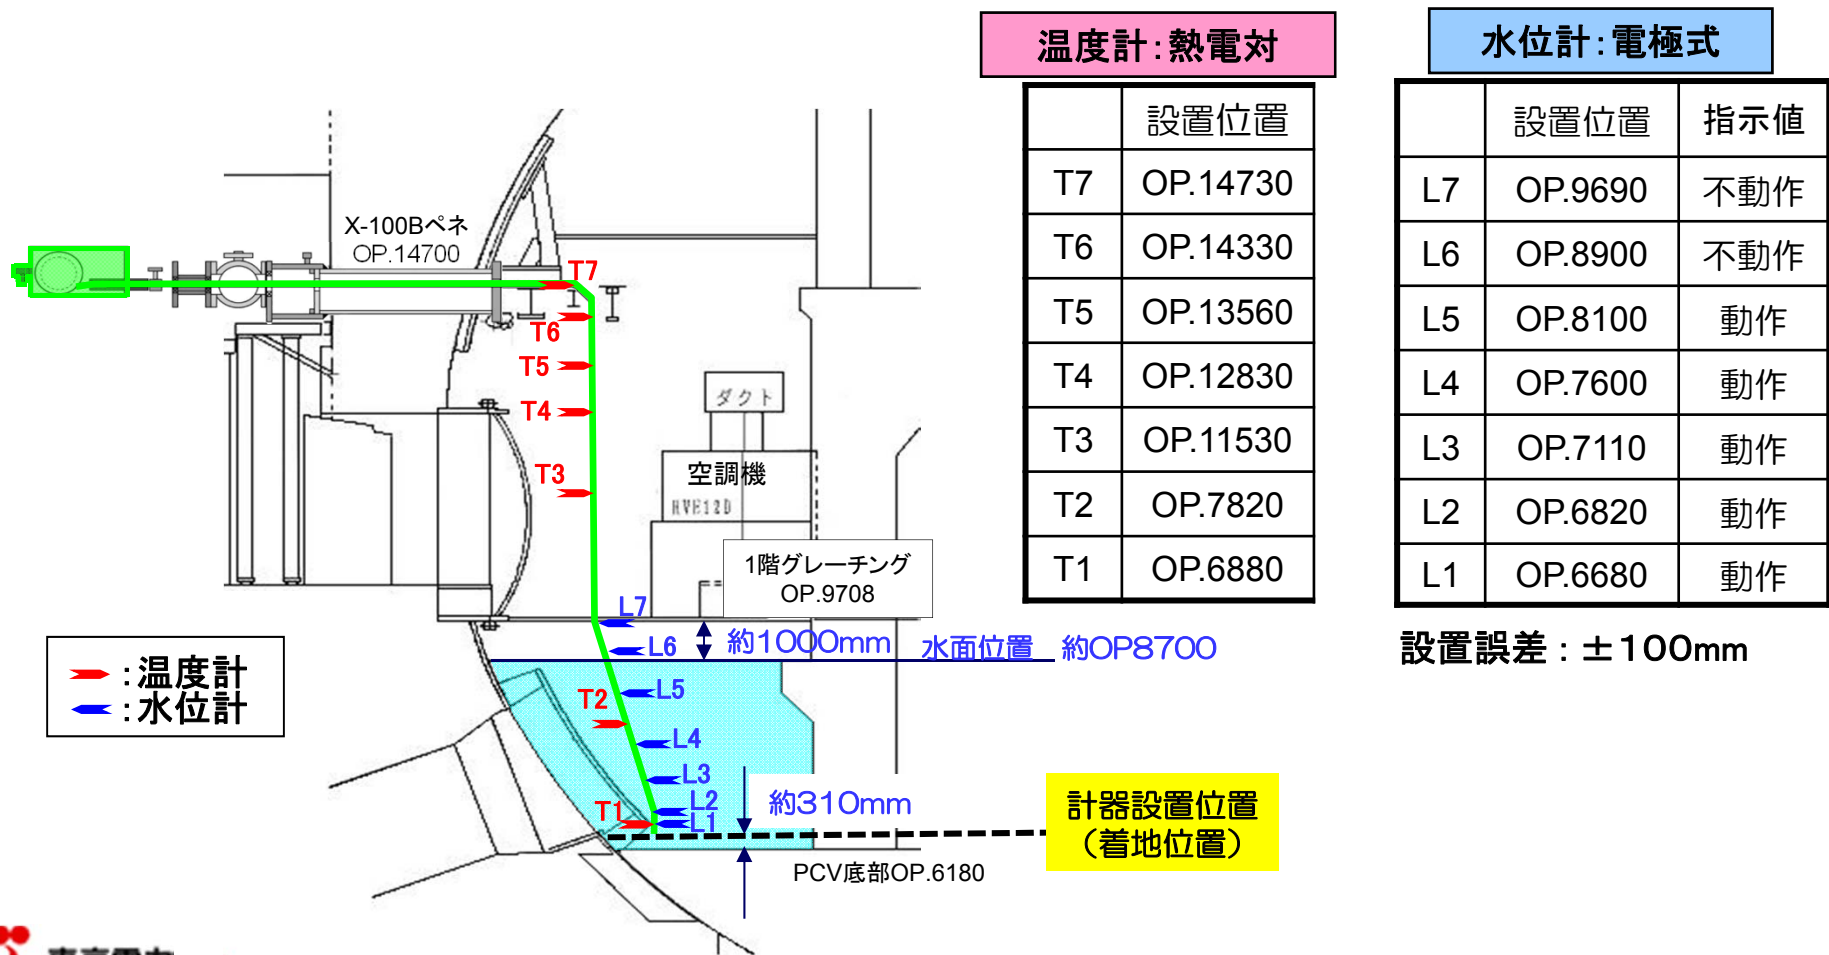 温度計:熱電対
設置位置
T7 OP.14730
T6 OP.14330
T5 OP.13560
T4 OP.12830
T3 OP.11530
T2 OP.7820
T1 OP.6880
水位計:電極式
設置位置 指示値
L7 OP.9690 不動作
L6 OP.8900 不動作
L5 OP.8100 動作
L4 OP.7600 動作
L3 OP.7110 動作
L2 OP.6820 動作
L1 OP.6680 動作
設置誤差：±100mm
X-100Bペネ
OP.14700
T7
T6
T5
T4
T3
ダクト
空調機
HVH12D
1階グレーチング
OP.9708
L7
L6
約1000mm
水面位置 約OP8700
T2
L5
L4
L3
L2
T1
L1
約310mm
計器設置位置
（着地位置）
PCV底部OP.6180
:温度計
:水位計